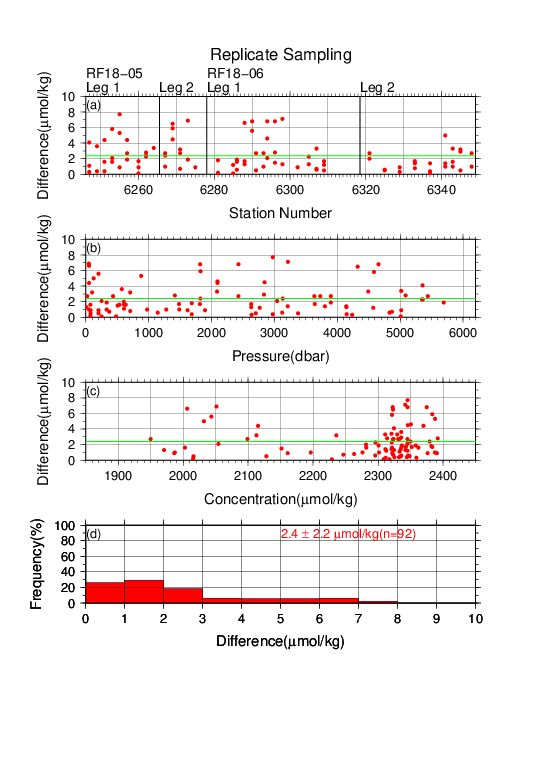 Replicate Sampling
RF18−05 RF18−06
Leg 1 Leg 2 Leg 1 Leg 2
(a)
Difference(μmol/kg)
0 2 4 6 8 10
6260 6280 6300 6320 6340
Station Number
(b)
Difference(μmol/kg)
0 2 4 6 8 10
0 1000 2000 3000 4000 5000 6000
Pressure(dbar)
(c)
Difference(μmol/kg)
0 2 4 6 8 10
1900 2000 2100 2200 2300 2400
Concentration(μmol/kg)
(d)
2.4 ± 2.2 μmol/kg(n=92)
Frequency(%)
0 20 40 60 80 100
0 1 2 3 4 5 6 7 8 9 10
Difference(μmol/kg)